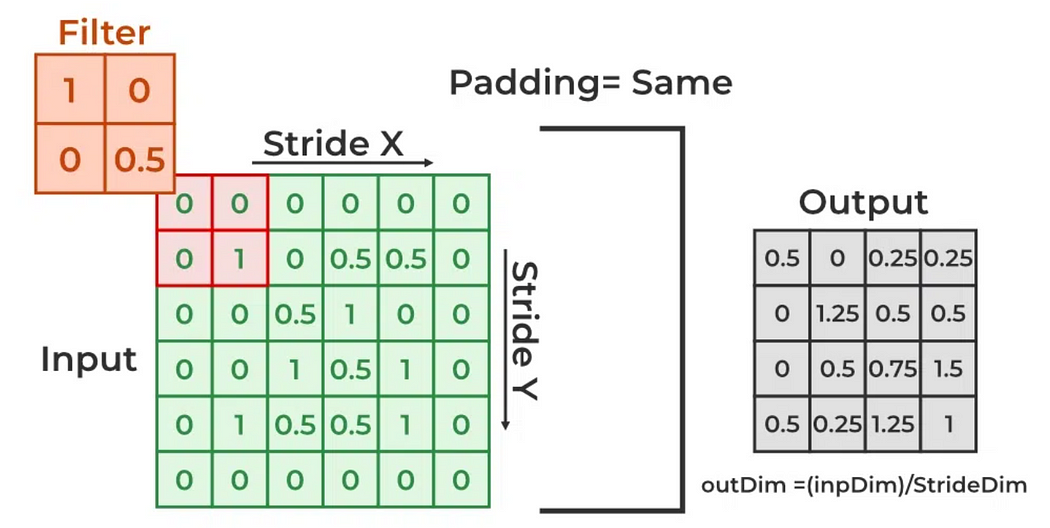 Filter
1 0
0 0.5
Padding= Same
Stride X
0 0 0 0 0 0
0 1 0 0.5 0.5 0
0 0 0.5 1 0 0
0 0 1 0.5 1 0
0 1 0.5 0.5 1 0
0 0 0 0 0 0
Stride Y
Input
Output
0.5 0 0.25 0.25
0 1.25 0.5 0.5
0 0.5 0.75 1.5
0.5 0.25 1.25 1
outDim =(inpDim)/StrideDim